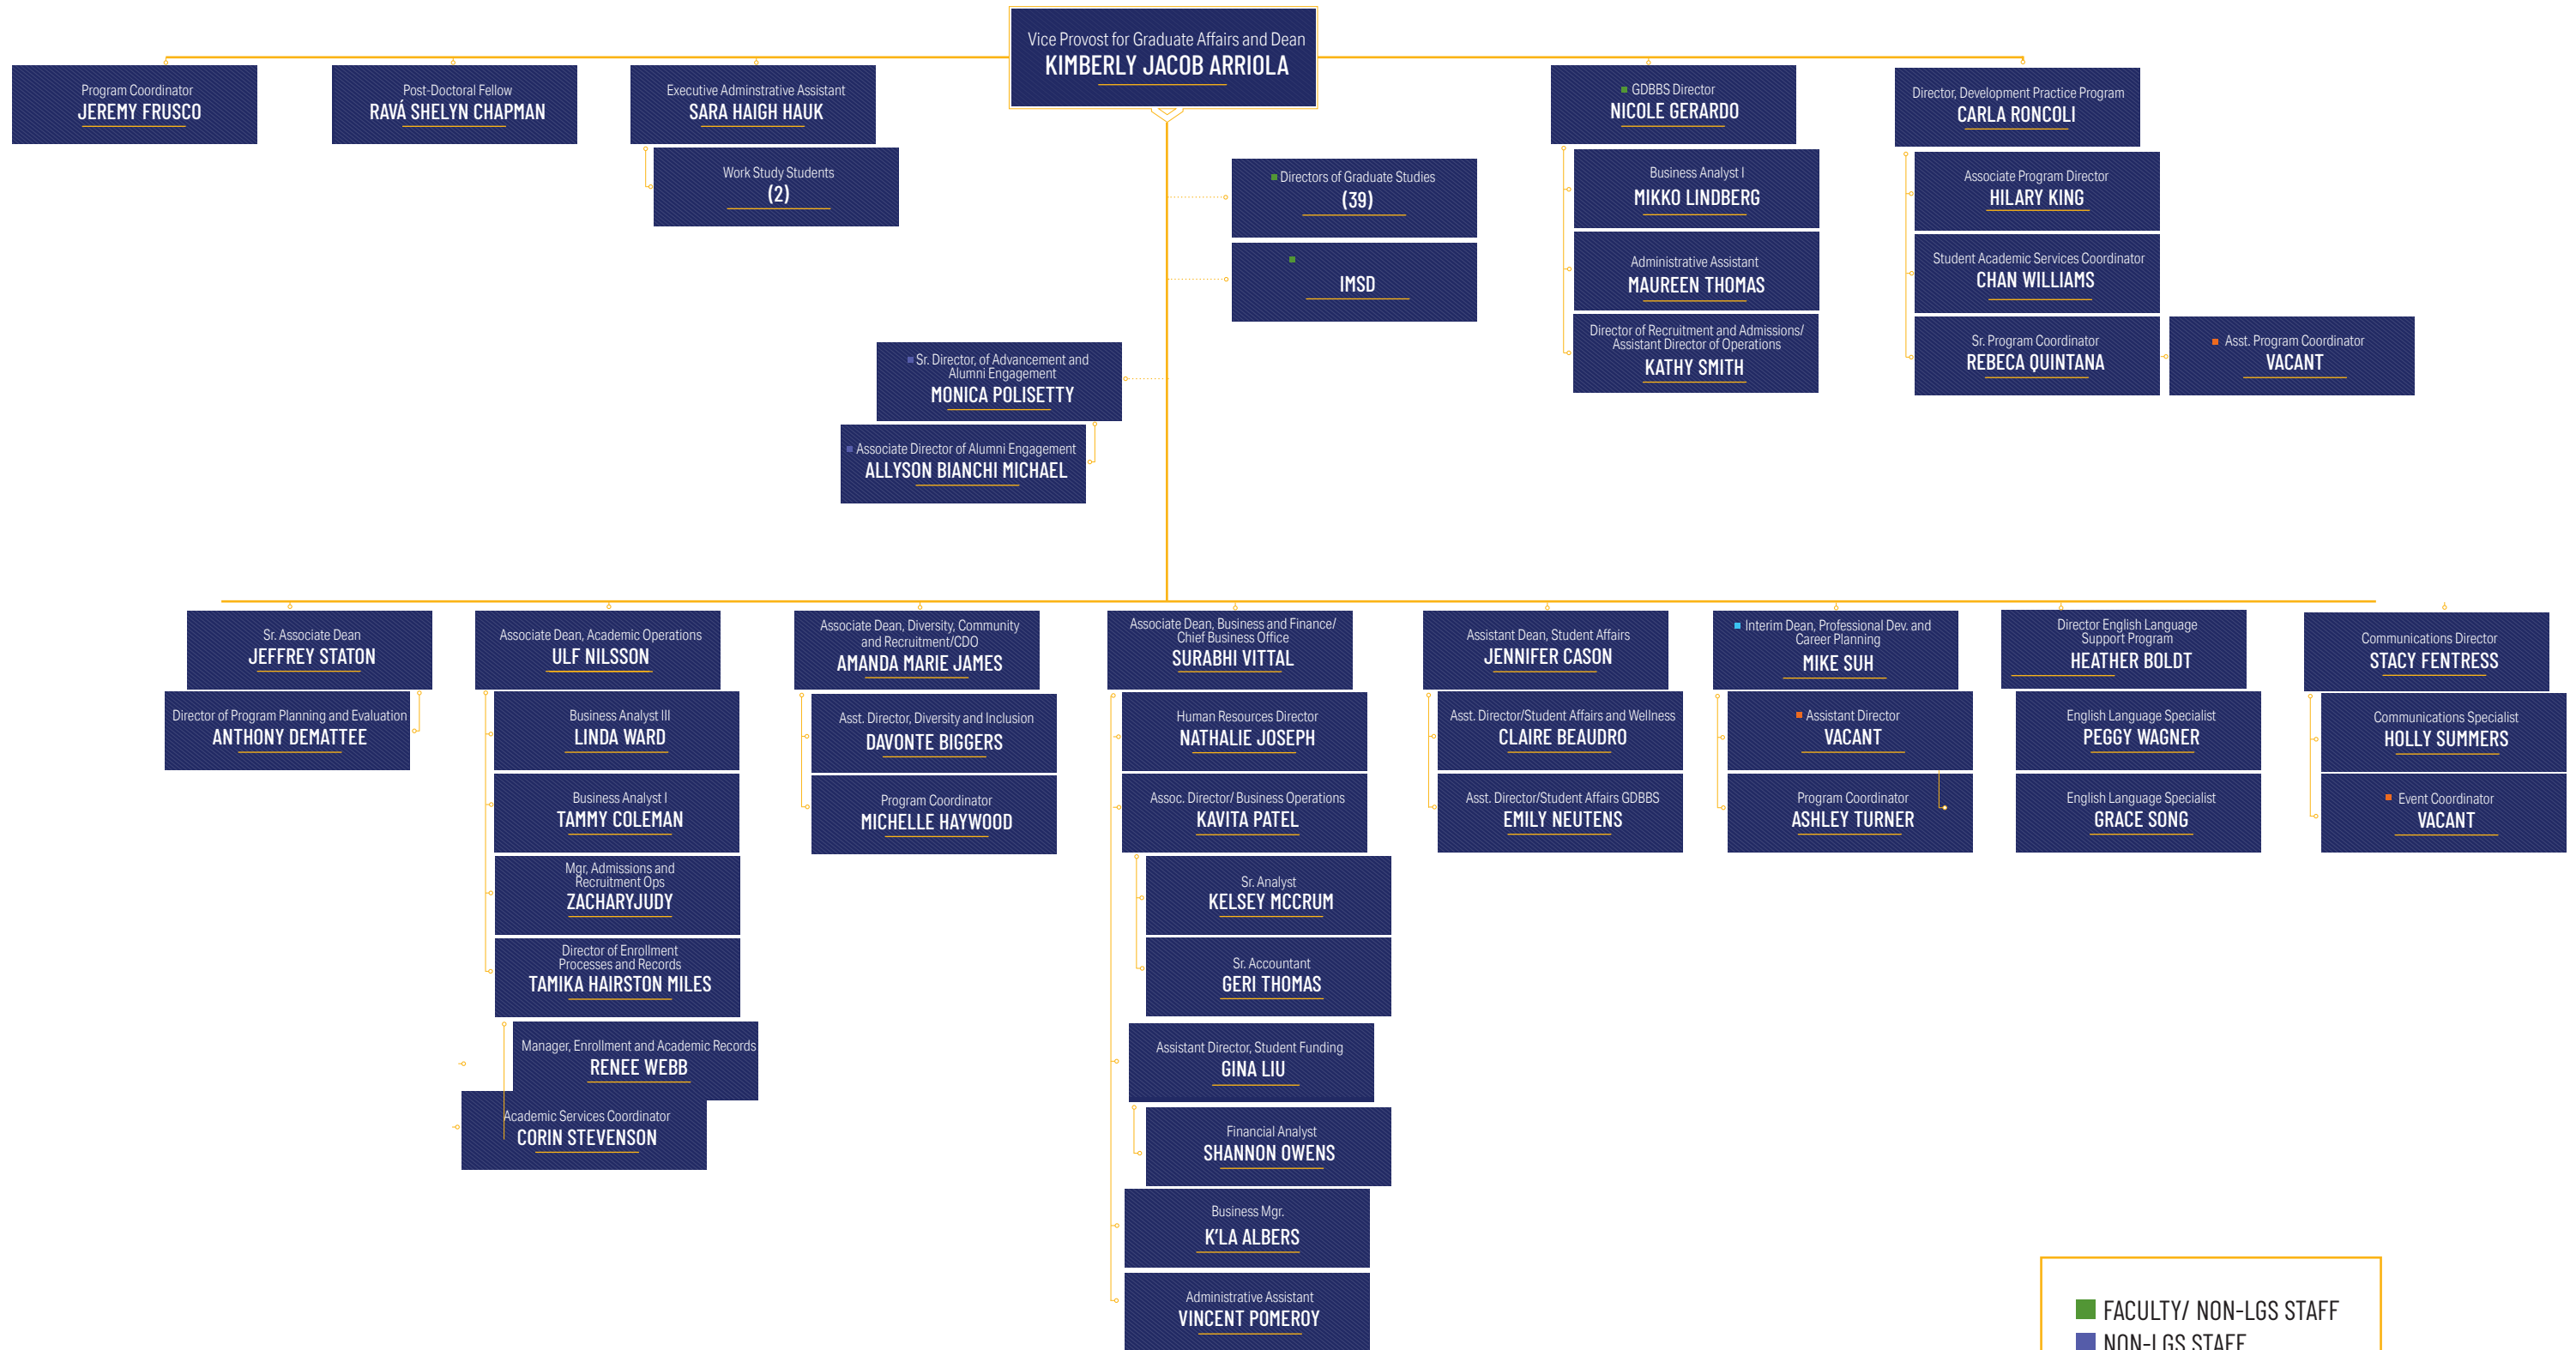 Vice Provost for Graduate Affairs and Dean
KIMBERLY JACOB ARRIOLA
Program Coordinator
JEREMY FRUSCO
Post-Doctoral Fellow
RAVÁ SHELYN CHAPMAN
Executive Adminstrative Assistant
SARA HAIGH HAUK
Work Study Students
(2)
GDBBS Director
NICOLE GERARDO
Business Analyst I
MIKKO LINDBERG
Administrative Assistant
MAUREEN THOMAS
Director of Recruitment and Admissions/
Assistant Director of Operations
KATHY SMITH
Director, Development Practice Program
CARLA RONCOLI
Associate Program Director
HILARY KING
Student Academic Services Coordinator
CHAN WILLIAMS
Sr. Program Coordinator
REBECA QUINTANA
Asst. Program Coordinator
VACANT
Directors of Graduate Studies
(39)
IMSD
Sr. Director, of Advancement and
Alumni Engagement
MONICA POLISETTY
Associate Director of Alumni Engagement
ALLYSON BIANCHI MICHAEL
Sr. Associate Dean
JEFFREY STATON
Director of Program Planning and Evaluation
ANTHONY DEMATTEE
Associate Dean, Academic Operations
ULF NILSSON
Business Analyst III
LINDA WARD
Business Analyst I
TAMMY COLEMAN
Mgr, Admissions and
Recruitment Ops
ZACHARYJUDY
Director of Enrollment
Processes and Records
TAMIKA HAIRSTON MILES
Manager, Enrollment and Academic Records
RENEE WEBB
Academic Services Coordinator
CORIN STEVENSON
Associate Dean, Diversity, Community
and Recruitment/CDO
AMANDA MARIE JAMES
Asst. Director, Diversity and Inclusion
DAVONTE BIGGERS
Program Coordinator
MICHELLE HAYWOOD
Associate Dean, Business and Finance/
Chief Business Office
SURABHI VITTAL
Human Resources Director
NATHALIE JOSEPH
Assoc. Director/ Business Operations
KAVITA PATEL
Sr. Analyst
KELSEY MCCRUM
Sr. Accountant
GERI THOMAS
Assistant Director, Student Funding
GINA LIU
Financial Analyst
SHANNON OWENS
Business Mgr.
K'LA ALBERS
Administrative Assistant
VINCENT POMEROY
Assistant Dean, Student Affairs
JENNIFER CASON
Asst. Director/Student Affairs and Wellness
CLAIRE BEAUDRO
Asst. Director/Student Affairs GDBBS
EMILY NEUTENS
Interim Dean, Professional Dev. and
Career Planning
MIKE SUH
Assistant Director
VACANT
Program Coordinator
ASHLEY TURNER
Director English Language
Support Program
HEATHER BOLDT
English Language Specialist
PEGGY WAGNER
English Language Specialist
GRACE SONG
Communications Director
STACY FENTRESS
Communications Specialist
HOLLY SUMMERS
Event Coordinator
VACANT
FACULTY/ NON-LGS STAFF
NON-LGS STAFF